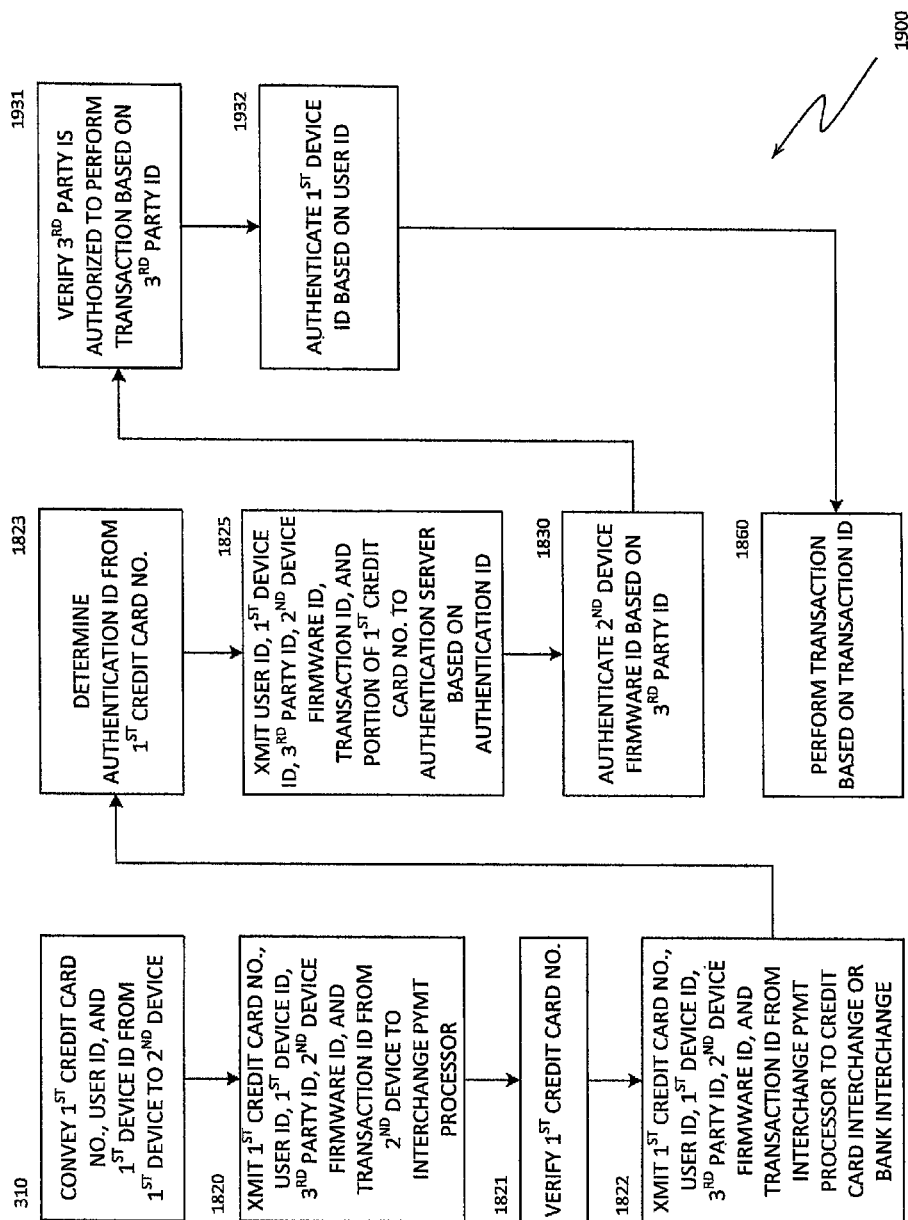 310
CONVEY 1ST CREDIT CARD
NO., USER ID, AND
1ST DEVICE ID FROM
1ST DEVICE TO 2ND DEVICE
1820
XMIT 1ST CREDIT CARD NO.,
USER ID, 1ST DEVICE ID,
3RD PARTY ID, 2ND DEVICE
FIRMWARE ID, AND
TRANSACTION ID FROM
2ND DEVICE TO
INTERCHANGE PYMT
PROCESSOR
1821
VERIFY 1ST CREDIT CARD NO.
1822
XMIT 1ST CREDIT CARD NO.,
USER ID, 1ST DEVICE ID,
3RD PARTY ID, 2ND DEVICE
FIRMWARE ID, AND
TRANSACTION ID FROM
INTERCHANGE PYMT
PROCESSOR TO CREDIT
CARD INTERCHANGE OR
BANK INTERCHANGE
1823
DETERMINE
AUTHENTICATION ID FROM
1ST CREDIT CARD NO.
1825
XMIT USER ID, 1ST DEVICE
ID, 3RD PARTY ID, 2ND DEVICE
FIRMWARE ID,
TRANSACTION ID, AND
PORTION OF 1ST CREDIT
CARD NO. TO
AUTHENTICATION SERVER
BASED ON
AUTHENTICATION ID
1830
AUTHENTICATE 2ND DEVICE
FIRMWARE ID BASED ON
3RD PARTY ID
1931
VERIFY 3RD PARTY IS
AUTHORIZED TO PERFORM
TRANSACTION BASED ON
3RD PARTY ID
1932
AUTHENTICATE 1ST DEVICE
ID BASED ON USER ID
1860
PERFORM TRANSACTION
BASED ON TRANSACTION ID
1900